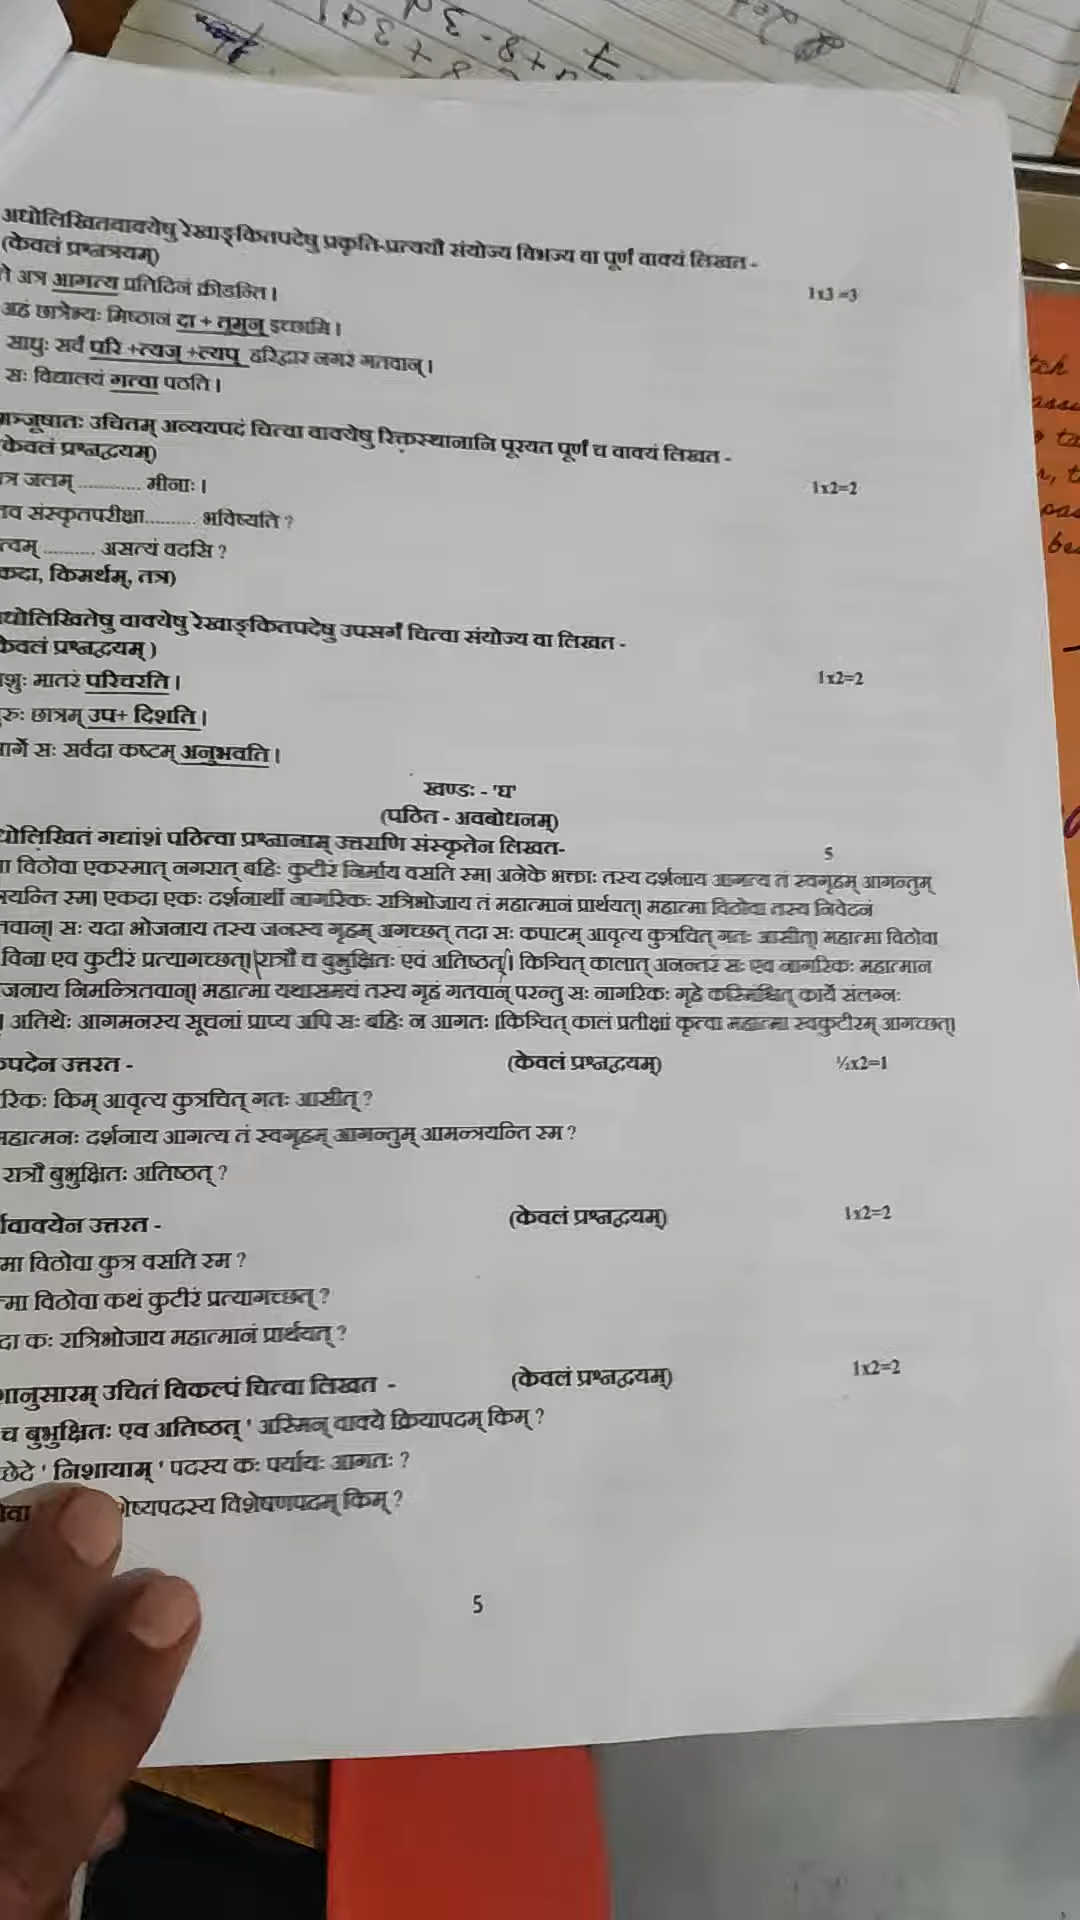 अधोलिखितवाक्येषु रेखाङ्कितपदेषु प्रकृति-प्रत्ययौ संयोज्य विभज्य वा पूर्णं वाक्यं लिखत -
(केवलं प्रश्नत्रयम्) 1x3 =3
ते अत्र आगत्य प्रतिदिनं क्रीडन्ति ।
अहं छात्रेभ्यः मिष्ठानं दा + तुमुन् इच्छामि ।
साधुः सर्वं परि +त्यज् +ल्यप् हरिद्वार नगरं गतवान् ।
सः विद्यालयं गत्वा पठति ।
मञ्जूषातः उचितम् अव्ययपदं चित्वा वाक्येषु रिक्तस्थानानि पूरयत पूर्णं च वाक्यं लिखत -
केवलं प्रश्नद्वयम्) 1x2=2
त्र जलम् ............ मीनाः ।
तव संस्कृतपरीक्षा.......... भविष्यति ?
त्वम् .......... असत्यं वदसि ?
कदा, किमर्थम्, तत्र)
धोलिखितेषु वाक्येषु रेखाङ्कितपदेषु उपसर्गं चित्वा संयोज्य वा लिखत -
केवलं प्रश्नद्वयम् ) 1x2=2
शुः मातरं परिचरति ।
रुः छात्रम् उप+ दिशति ।
मार्गे सः सर्वदा कष्टम् अनुभवति ।
खण्डः - 'घ'
(पठित - अवबोधनम्)
धोलिखितं गद्यांशं पठित्वा प्रश्नानाम् उत्तराणि संस्कृतेन लिखत- 5
मा विठोवा एकस्मात् नगरात् बहिः कुटीरं निर्माय वसति स्म। अनेके भक्ताः तस्य दर्शनाय आगत्य तं स्वगृहम् आगन्तुम्
त्रयन्ति स्म। एकदा एकः दर्शनार्थी नागरिकः रात्रिभोजाय तं महात्मानं प्रार्थयत्। महात्मा विठोवा तस्य निवेदनं
तवान्। सः यदा भोजनाय तस्य जनस्य गृहम् अगच्छत् तदा सः कपाटम् आवृत्य कुत्रचित् गतः आसीत्। महात्मा विठोवा
विना एव कुटीरं प्रत्यागच्छत्। रात्रौ च बुभुक्षितः एवं अतिष्ठत्। किञ्चित् कालात् अनन्तरं सः एव नागरिकः महात्मान
जनाय निमन्त्रितवान्। महात्मा यथासमयं तस्य गृहं गतवान् परन्तु सः नागरिकः गृहे कस्मिंश्चित् कार्ये संलग्नः
। अतिथेः आगमनस्य सूचनां प्राप्य अपि सः बहिः न आगतः ।किञ्चित् कालं प्रतीक्षां कृत्वा महात्मा स्वकुटीरम् आगच्छत्।
कपदेन उत्तरत - (केवलं प्रश्नद्वयम्) ½x2=1
रिकः किम् आवृत्य कुत्रचित् गतः आसीत् ?
महात्मनः दर्शनाय आगत्य तं स्वगृहम् आगन्तुम् आमन्त्रयन्ति स्म ?
रात्रौ बुभुक्षितः अतिष्ठत् ?
वाक्येन उत्तरत - (केवलं प्रश्नद्वयम्) 1x2=2
मा विठोवा कुत्र वसति स्म ?
त्मा विठोवा कथं कुटीरं प्रत्यागच्छत् ?
दा कः रात्रिभोजाय महात्मानं प्रार्थयत् ?
शानुसारम् उचितं विकल्पं चित्वा लिखत - (केवलं प्रश्नद्वयम्) 1x2=2
च बुभुक्षितः एव अतिष्ठत् ' अस्मिन् वाक्ये क्रियापदम् किम् ?
छेदे ' निशायाम् ' पदस्य कः पर्यायः आगतः ?
शेष्यपदस्य विशेषणपदम् किम् ?
5